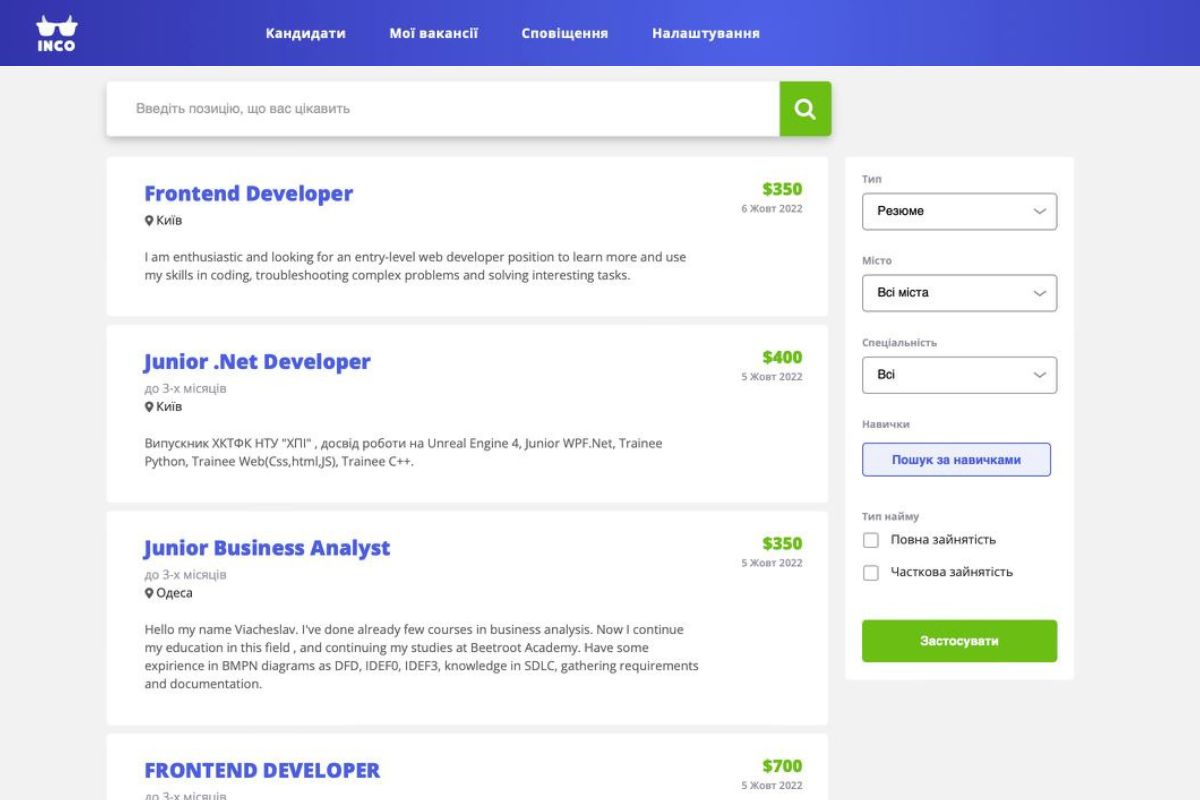 INCO
Кандидати
Мої вакансії
Сповіщення
Налаштування
Введіть позицію, що вас цікавить
Frontend Developer
$350
6 Жовт 2022
Київ
I am enthusiastic and looking for an entry-level web developer position to learn more and use
my skills in coding, troubleshooting complex problems and solving interesting tasks.
Junior .Net Developer
$400
5 Жовт 2022
до 3-х місяців
Київ
Випускник ХКТФК НТУ "ХПІ" , досвід роботи на Unreal Engine 4, Junior WPF.Net, Trainee
Python, Trainee Web(Css,html,JS), Trainee C++.
Junior Business Analyst
$350
5 Жовт 2022
до 3-х місяців
Одеса
Hello my name Viacheslav. I've done already few courses in business analysis. Now I continue
my education in this field , and continuing my studies at Beetroot Academy. Have some
expirience in BMPN diagrams as DFD, IDEF0, IDEF3, knowledge in SDLC, gathering requirements
and documentation.
FRONTEND DEVELOPER
$700
5 Жовт 2022
до 3-х місяців
Тип
Резюме
Місто
Всі міста
Спеціальність
Всі
Навички
Пошук за навичками
Тип найму
Повна зайнятість
Часткова зайнятість
Застосувати